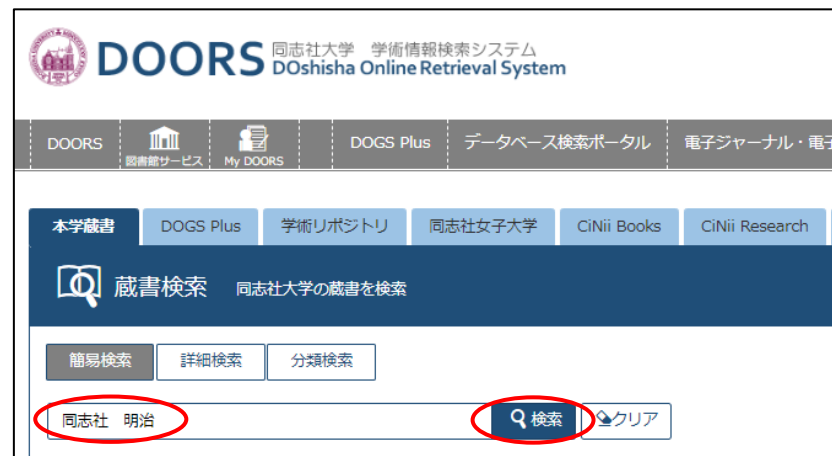 DOORS 同志社大学 学術情報検索システム
DOshisha Online Retrieval System
DOORS 図書館サービス My DOORS DOGS Plus データベース検索ポータル 電子ジャーナル・電子
本学蔵書 DOGS Plus 学術リポジトリ 同志社女子大学 CiNii Books CiNii Research
蔵書検索 同志社大学の蔵書を検索
簡易検索 詳細検索 分類検索
同志社 明治 検索 クリア